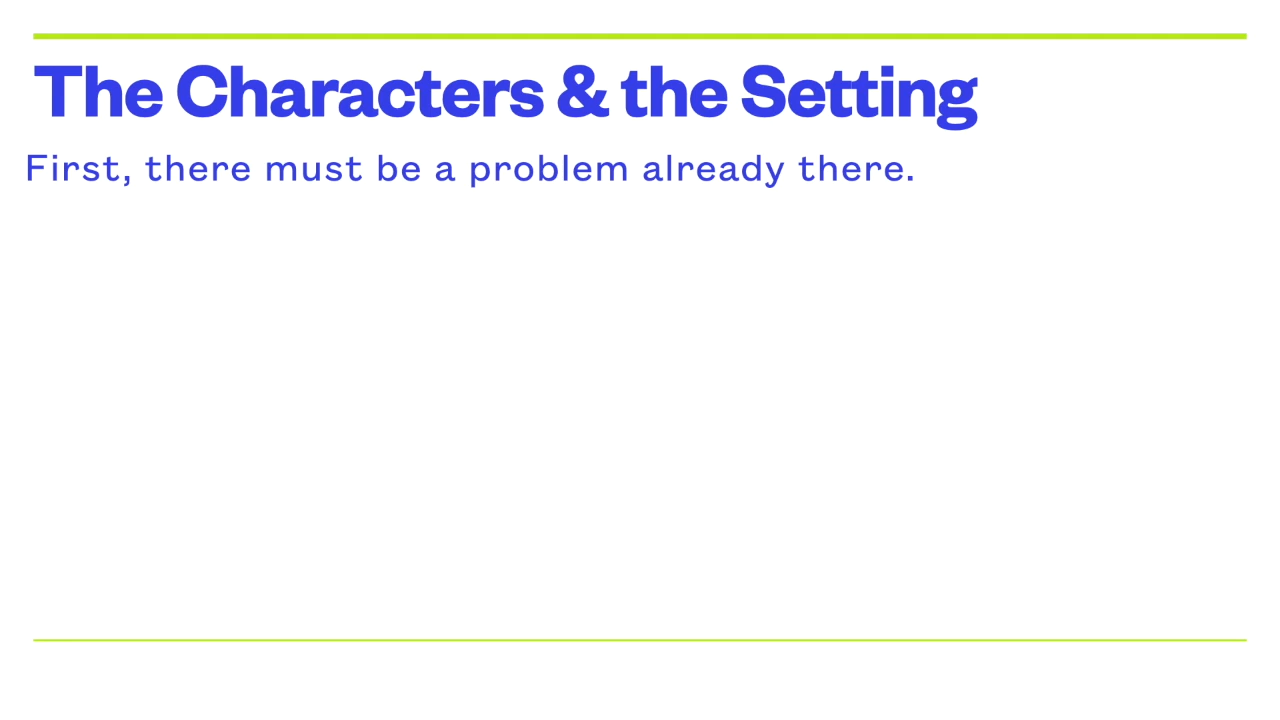 The Characters & the Setting
First, there must be a problem already there.